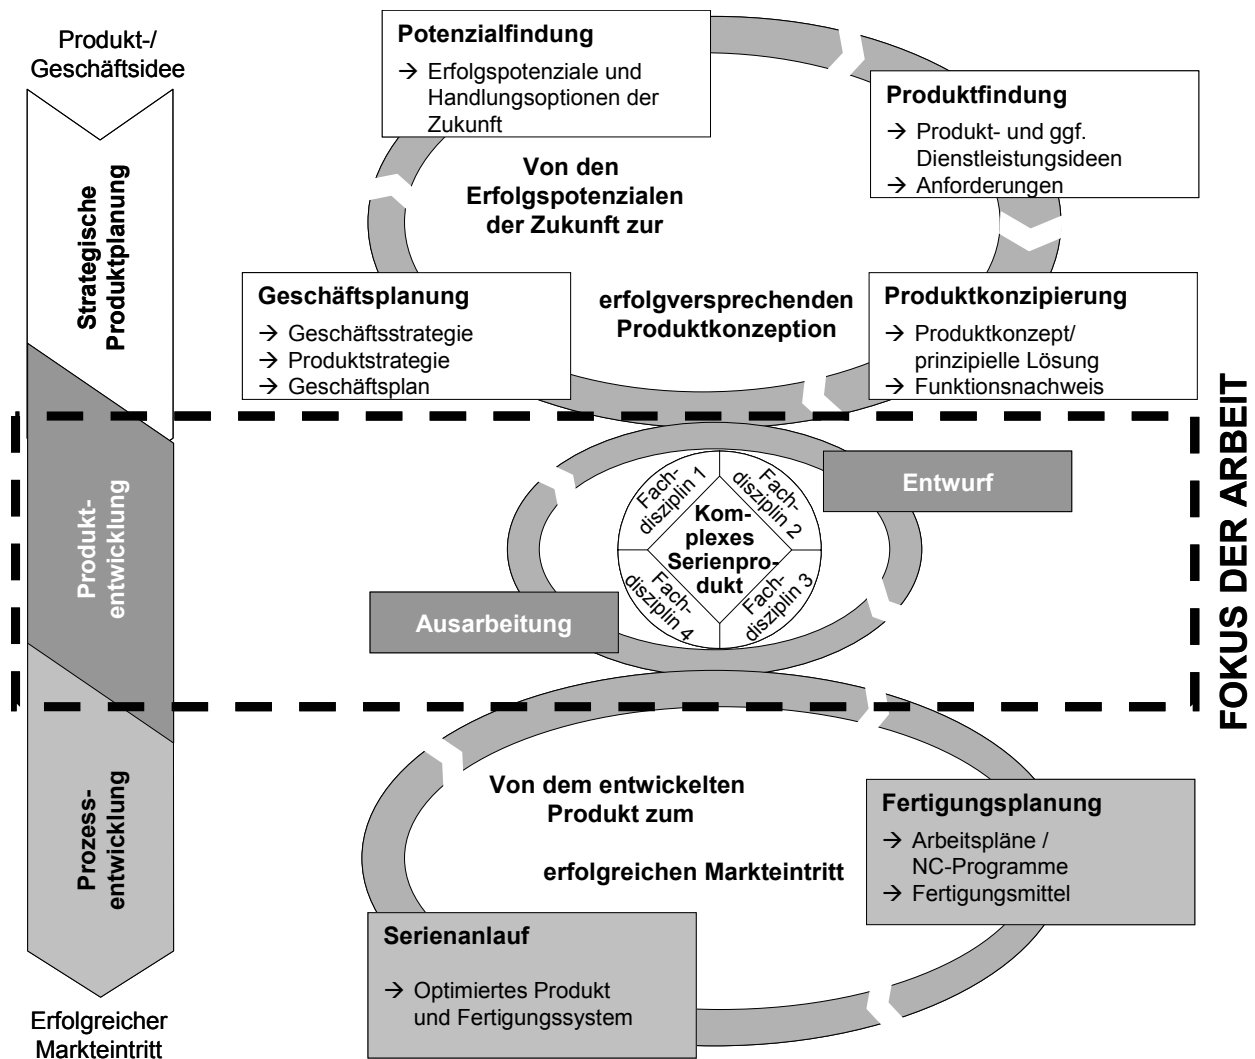 Produkt-/
Geschäftsidee
Strategische
Produktplanung
Produkt-
entwicklung
Prozess-
entwicklung
Erfolgreicher
Markteintritt
Potenzialfindung
→ Erfolgspotenziale und
Handlungsoptionen der
Zukunft
Produktfindung
→ Produkt- und ggf.
Dienstleistungsideen
→ Anforderungen
Von den
Erfolgspotenzialen
der Zukunft zur
erfolgversprechenden
Produktkonzeption
Geschäftsplanung
→ Geschäftsstrategie
→ Produktstrategie
→ Geschäftsplan
Produktkonzipierung
→ Produktkonzept/
prinzipielle Lösung
→ Funktionsnachweis
FOKUS DER ARBEIT
Entwurf
Fach-
disziplin 1
Fach-
disziplin 2
Kom-
plexes
Serienpro-
dukt
Fach-
disziplin 4
Fach-
disziplin 3
Ausarbeitung
Von dem entwickelten
Produkt zum
erfolgreichen Markteintritt
Fertigungsplanung
→ Arbeitspläne /
NC-Programme
→ Fertigungsmittel
Serienanlauf
→ Optimiertes Produkt
und Fertigungssystem